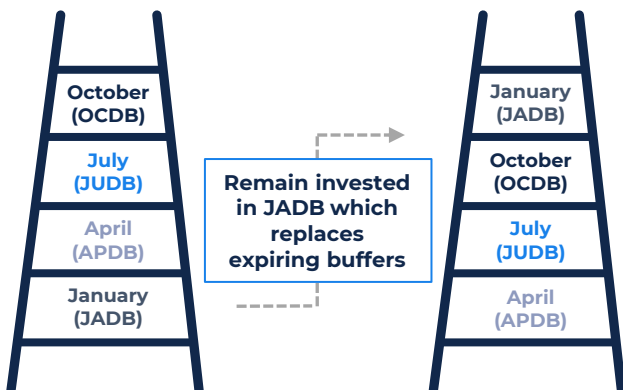 October
(OCDB)
July
(JUDB)
April
(APDB)
January
(JADB)
Remain invested
in JADB which
replaces
expiring buffers
January
(JADB)
October
(OCDB)
July
(JUDB)
April
(APDB)